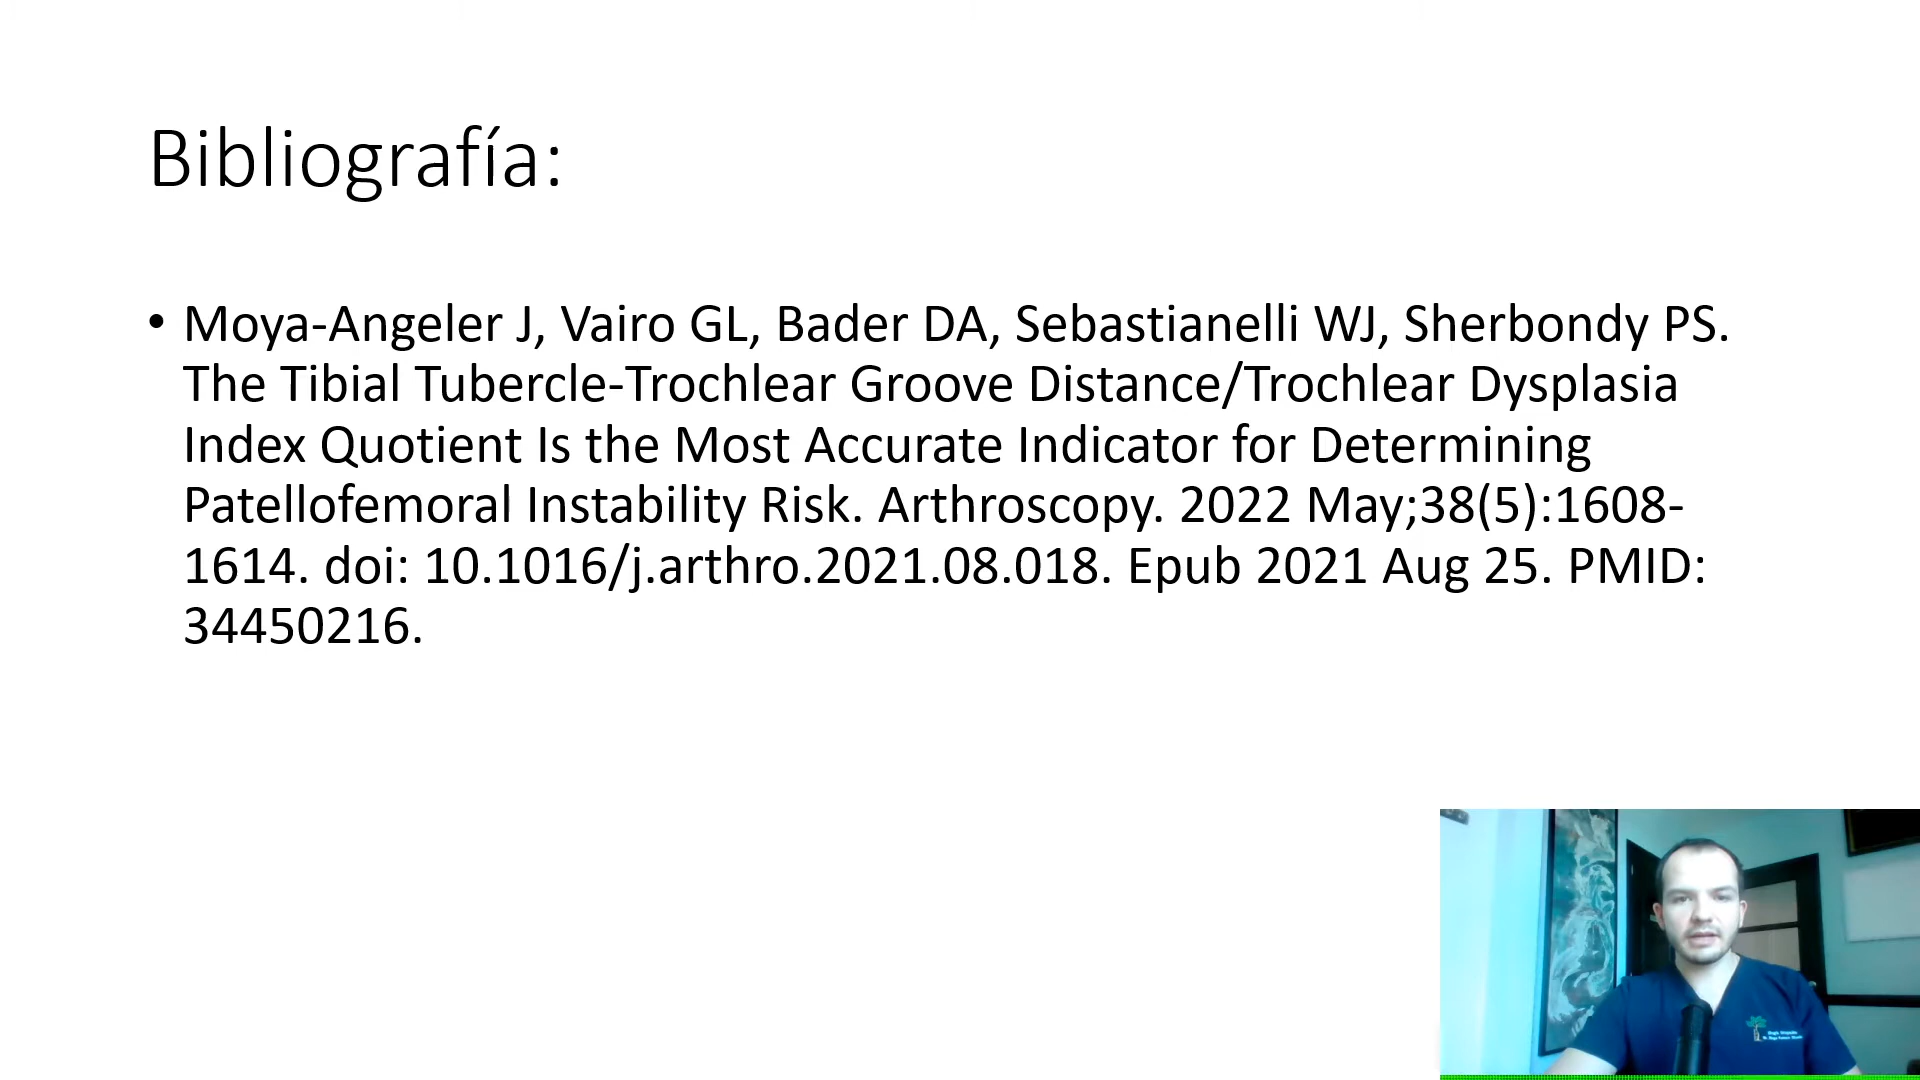 Bibliografía:
• Moya-Angeler J, Vairo GL, Bader DA, Sebastianelli WJ, Sherbondy PS.
The Tibial Tubercle-Trochlear Groove Distance/Trochlear Dysplasia
Index Quotient Is the Most Accurate Indicator for Determining
Patellofemoral Instability Risk. Arthroscopy. 2022 May;38(5):1608-
1614. doi: 10.1016/j.arthro.2021.08.018. Epub 2021 Aug 25. PMID:
34450216.